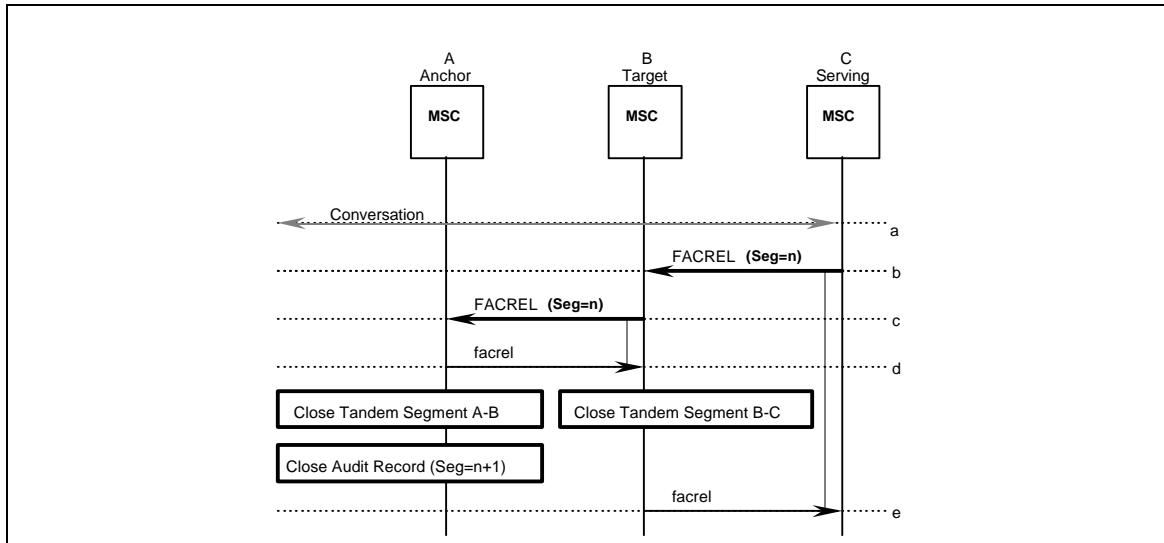 A
Anchor
B
Target
C
Serving
MSC
MSC
MSC
Conversation
a
FACREL (Seg=n)
b
FACREL (Seg=n)
c
facrel
d
Close Tandem Segment A-B
Close Tandem Segment B-C
Close Audit Record (Seg=n+1)
facrel
e